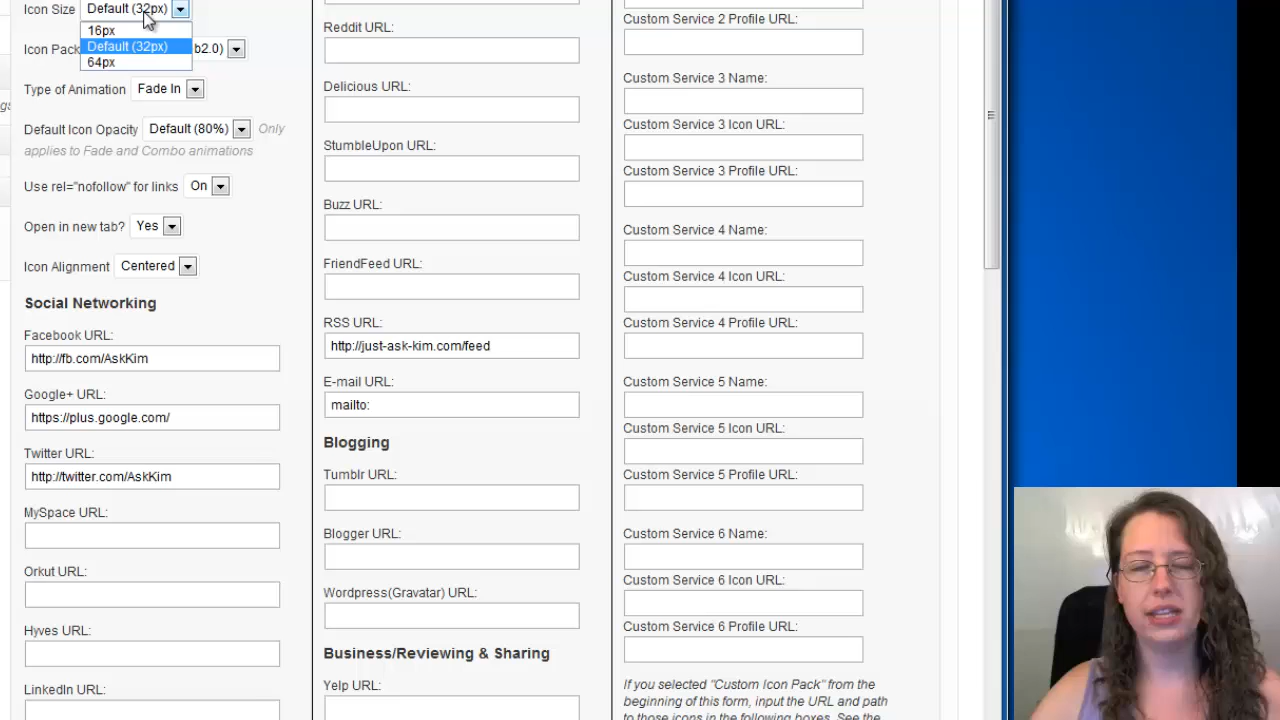 Icon Size Default (32px)
16px
Default (32px)
64px
Icon Pack b2.0)
Type of Animation Fade In
Default Icon Opacity Default (80%) Only
applies to Fade and Combo animations
Use rel="nofollow" for links On
Open in new tab? Yes
Icon Alignment Centered
Social Networking
Facebook URL:
http://fb.com/AskKim
Google+ URL:
https://plus.google.com/
Twitter URL:
http://twitter.com/AskKim
MySpace URL:
Orkut URL:
Hyves URL:
LinkedIn URL:
Reddit URL:
Delicious URL:
StumbleUpon URL:
Buzz URL:
FriendFeed URL:
RSS URL:
http://just-ask-kim.com/feed
E-mail URL:
mailto:
Blogging
Tumblr URL:
Blogger URL:
Wordpress(Gravatar) URL:
Business/Reviewing & Sharing
Yelp URL:
Custom Service 2 Profile URL:
Custom Service 3 Name:
Custom Service 3 Icon URL:
Custom Service 3 Profile URL:
Custom Service 4 Name:
Custom Service 4 Icon URL:
Custom Service 4 Profile URL:
Custom Service 5 Name:
Custom Service 5 Icon URL:
Custom Service 5 Profile URL:
Custom Service 6 Name:
Custom Service 6 Icon URL:
Custom Service 6 Profile URL:
If you selected "Custom Icon Pack" from the
beginning of this form, input the URL and path
to those icons in the following boxes. See the